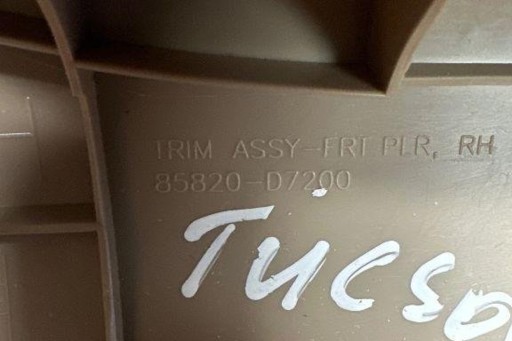 TRIM ASSY-FRT PLR, RH
85820-D7200
TUCSO